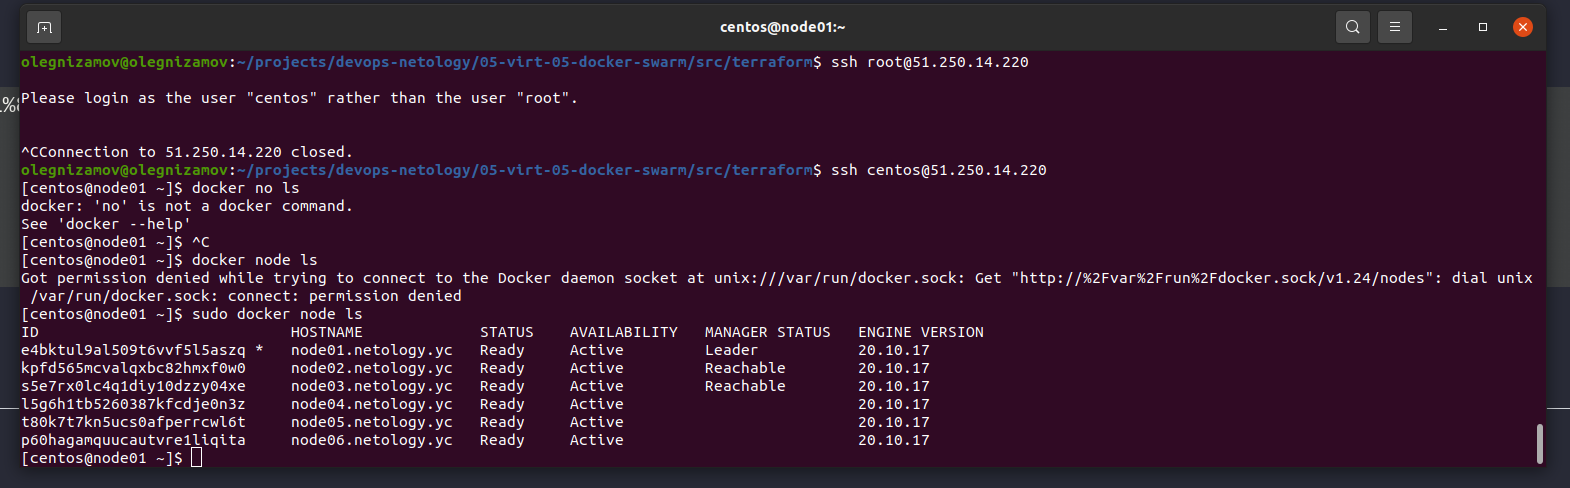 centos@node01:~
olegnizamov@olegnizamov:~/projects/devops-netology/05-virt-05-docker-swarm/src/terraform$ ssh root@51.250.14.220
Please login as the user "centos" rather than the user "root".
^CConnection to 51.250.14.220 closed.
olegnizamov@olegnizamov:~/projects/devops-netology/05-virt-05-docker-swarm/src/terraform$ ssh centos@51.250.14.220
[centos@node01 ~]$ docker no ls
docker: 'no' is not a docker command.
See 'docker --help'
[centos@node01 ~]$ ^C
[centos@node01 ~]$ docker node ls
Got permission denied while trying to connect to the Docker daemon socket at unix:///var/run/docker.sock: Get "http://%2Fvar%2Frun%2Fdocker.sock/v1.24/nodes": dial unix
/var/run/docker.sock: connect: permission denied
[centos@node01 ~]$ sudo docker node ls
ID HOSTNAME STATUS AVAILABILITY MANAGER STATUS ENGINE VERSION
e4bktul9al509t6vvf5l5aszq * node01.netology.yc Ready Active Leader 20.10.17
kpfd565mcvalqxbc82hmxf0w0 node02.netology.yc Ready Active Reachable 20.10.17
s5e7rx0lc4q1diy10dzzy04xe node03.netology.yc Ready Active Reachable 20.10.17
l5g6h1tb5260387kfcdje0n3z node04.netology.yc Ready Active 20.10.17
t80k7t7kn5ucs0afperrcwl6t node05.netology.yc Ready Active 20.10.17
p60hagamquucautvre1liqita node06.netology.yc Ready Active 20.10.17
[centos@node01 ~]$